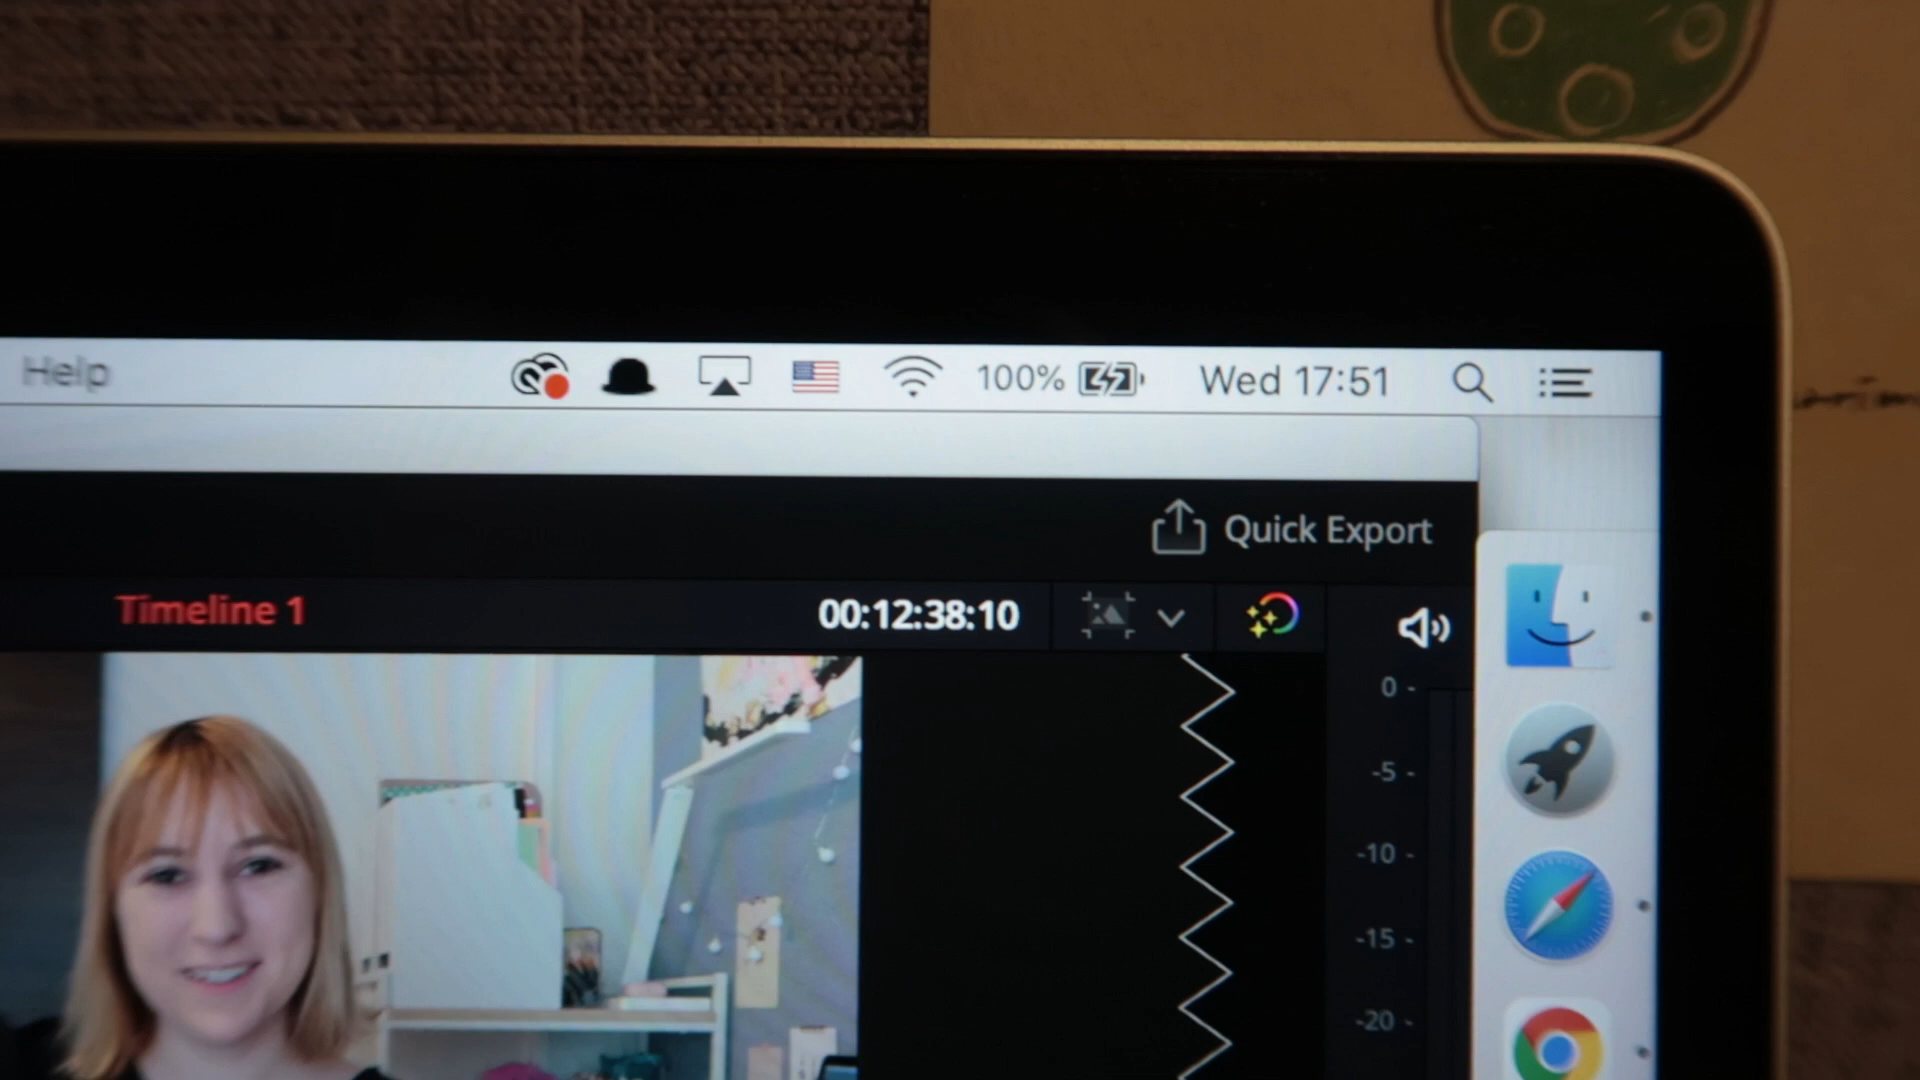 Help 100% Wed 17:51
Quick Export
Timeline 1 00:12:38:10
0 -
-5 -
-10 -
-15 -
-20 -